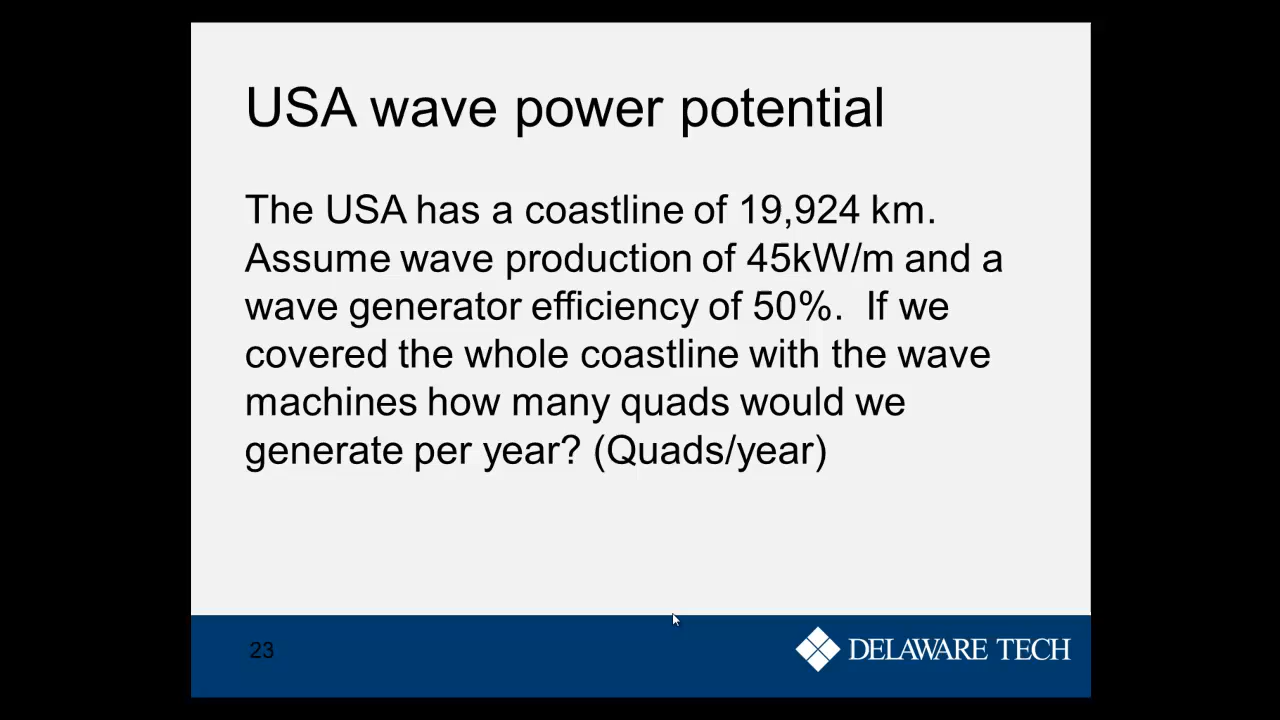 USA wave power potential
The USA has a coastline of 19,924 km.
Assume wave production of 45kW/m and a
wave generator efficiency of 50%.  If we
covered the whole coastline with the wave
machines how many quads would we
generate per year? (Quads/year)
23
DELAWARE TECH